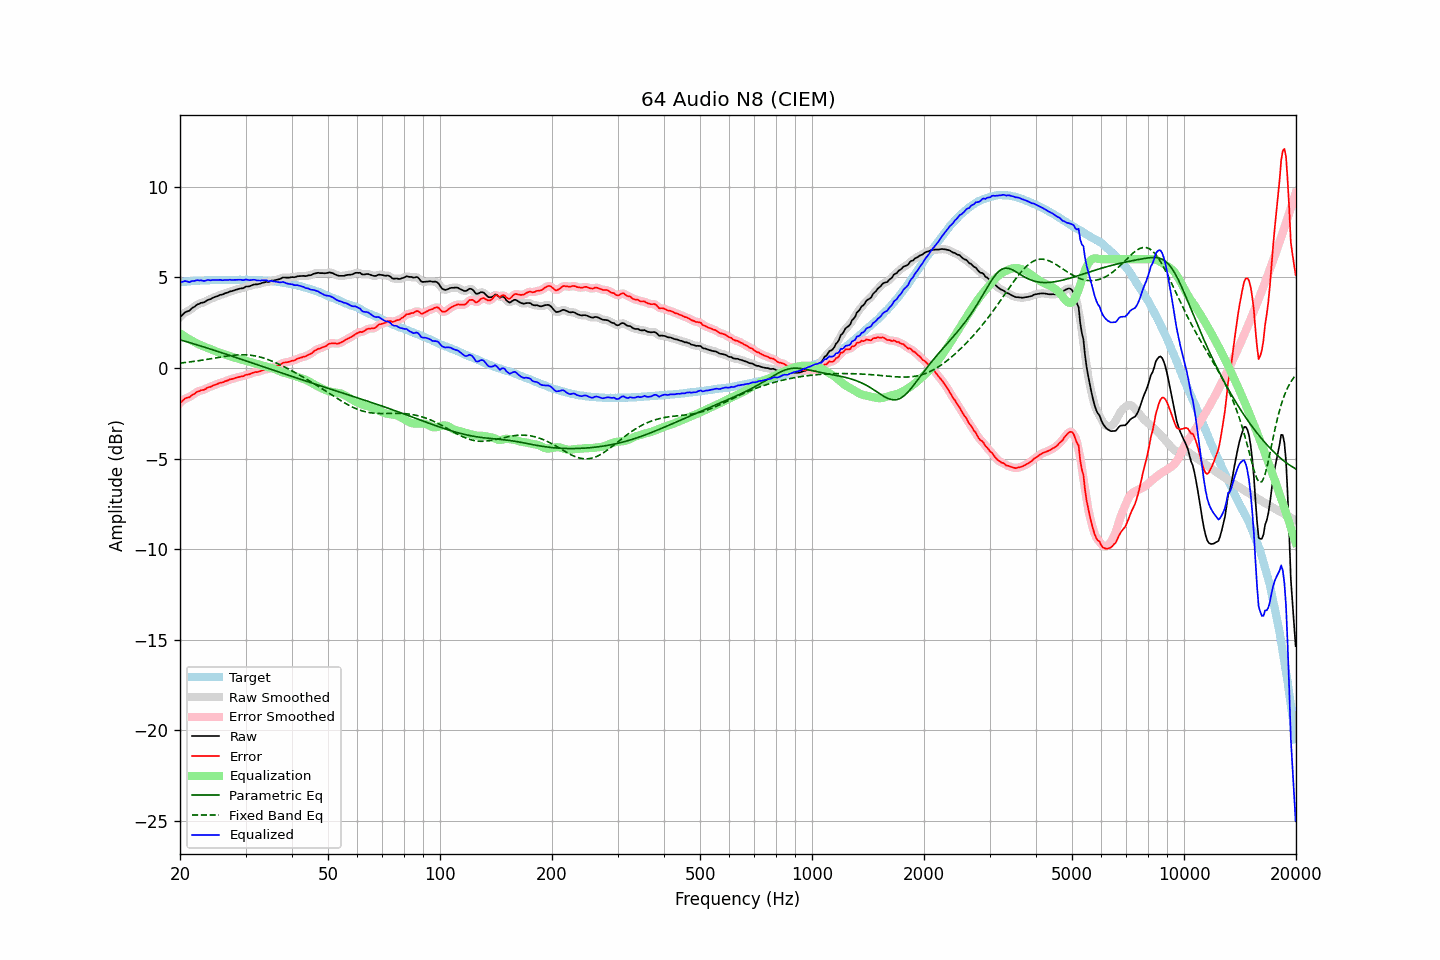 64 Audio N8 (CIEM)
Amplitude (dBr)
10
5
0
−5
−10
−15
−20
−25
Target
Raw Smoothed
Error Smoothed
Raw
Error
Equalization
Parametric Eq
Fixed Band Eq
Equalized
20
50
100
200
500
1000
2000
5000
10000
20000
Frequency (Hz)